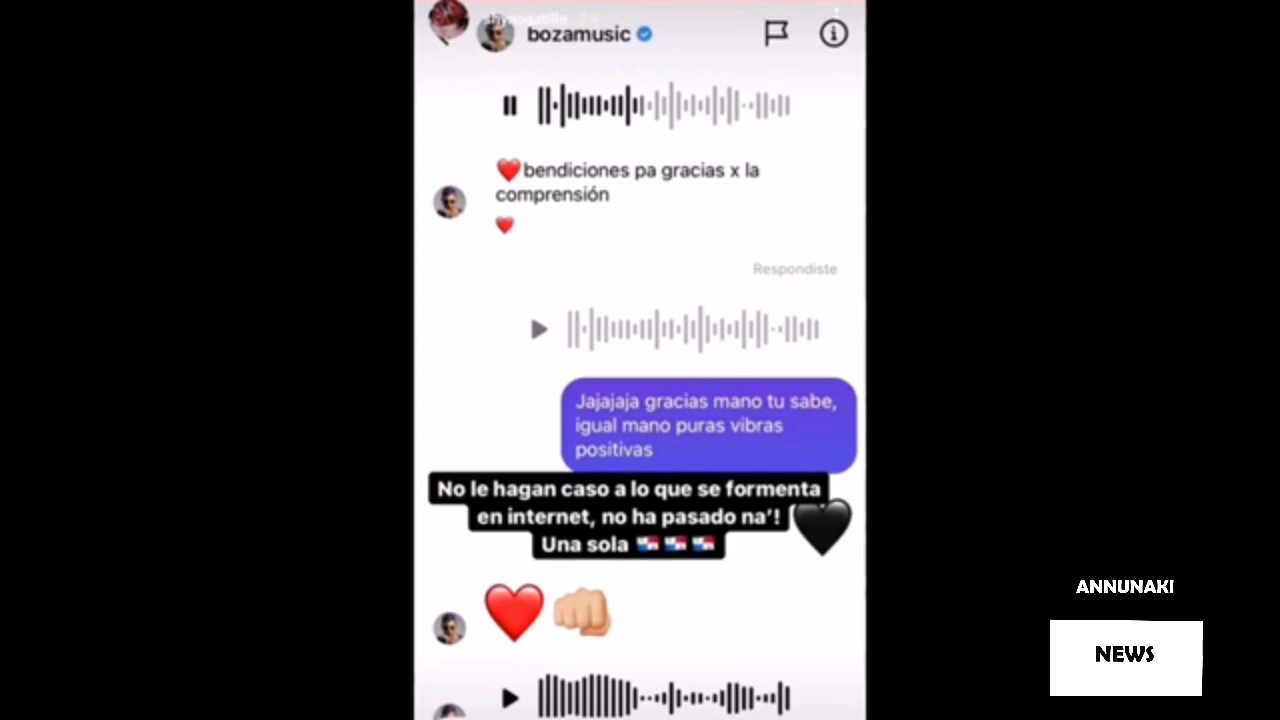 bozamusic
❤️bendiciones pa gracias x la
comprensión
❤️
Respondiste
Jajajaja gracias mano tu sabe,
igual mano puras vibras
positivas
No le hagan caso a lo que se formenta
en internet, no ha pasado na'!
Una sola 🇵🇦 🇵🇦 🇵🇦
ANNUNAKI
NEWS